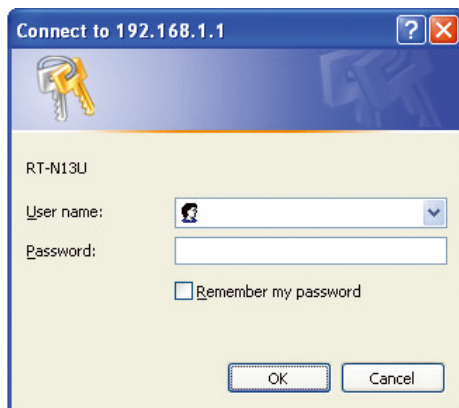 Connect to 192.168.1.1
RT-N13U
User name:
Password:
Remember my password
OK
Cancel